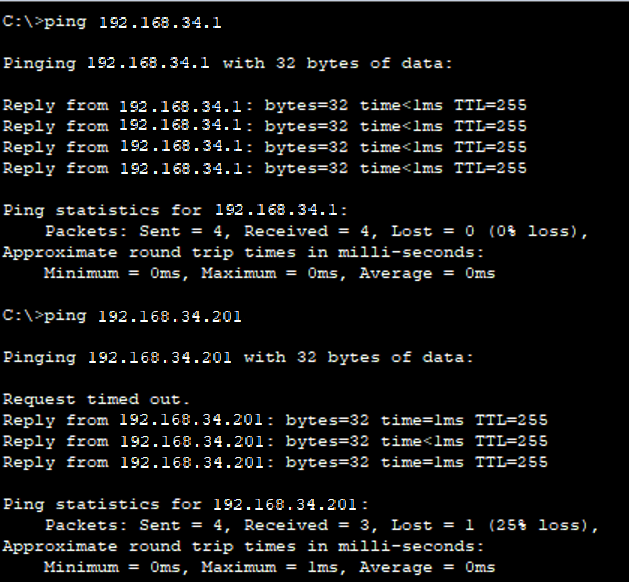 C:\>ping 192.168.34.1
Pinging 192.168.34.1 with 32 bytes of data:
Reply from 192.168.34.1: bytes=32 time<1ms TTL=255
Reply from 192.168.34.1: bytes=32 time<1ms TTL=255
Reply from 192.168.34.1: bytes=32 time<1ms TTL=255
Reply from 192.168.34.1: bytes=32 time<1ms TTL=255
Ping statistics for 192.168.34.1:
    Packets: Sent = 4, Received = 4, Lost = 0 (0% loss),
Approximate round trip times in milli-seconds:
    Minimum = 0ms, Maximum = 0ms, Average = 0ms
C:\>ping 192.168.34.201
Pinging 192.168.34.201 with 32 bytes of data:
Request timed out.
Reply from 192.168.34.201: bytes=32 time=1ms TTL=255
Reply from 192.168.34.201: bytes=32 time<1ms TTL=255
Reply from 192.168.34.201: bytes=32 time=1ms TTL=255
Ping statistics for 192.168.34.201:
    Packets: Sent = 4, Received = 3, Lost = 1 (25% loss),
Approximate round trip times in milli-seconds:
    Minimum = 0ms, Maximum = 1ms, Average = 0ms